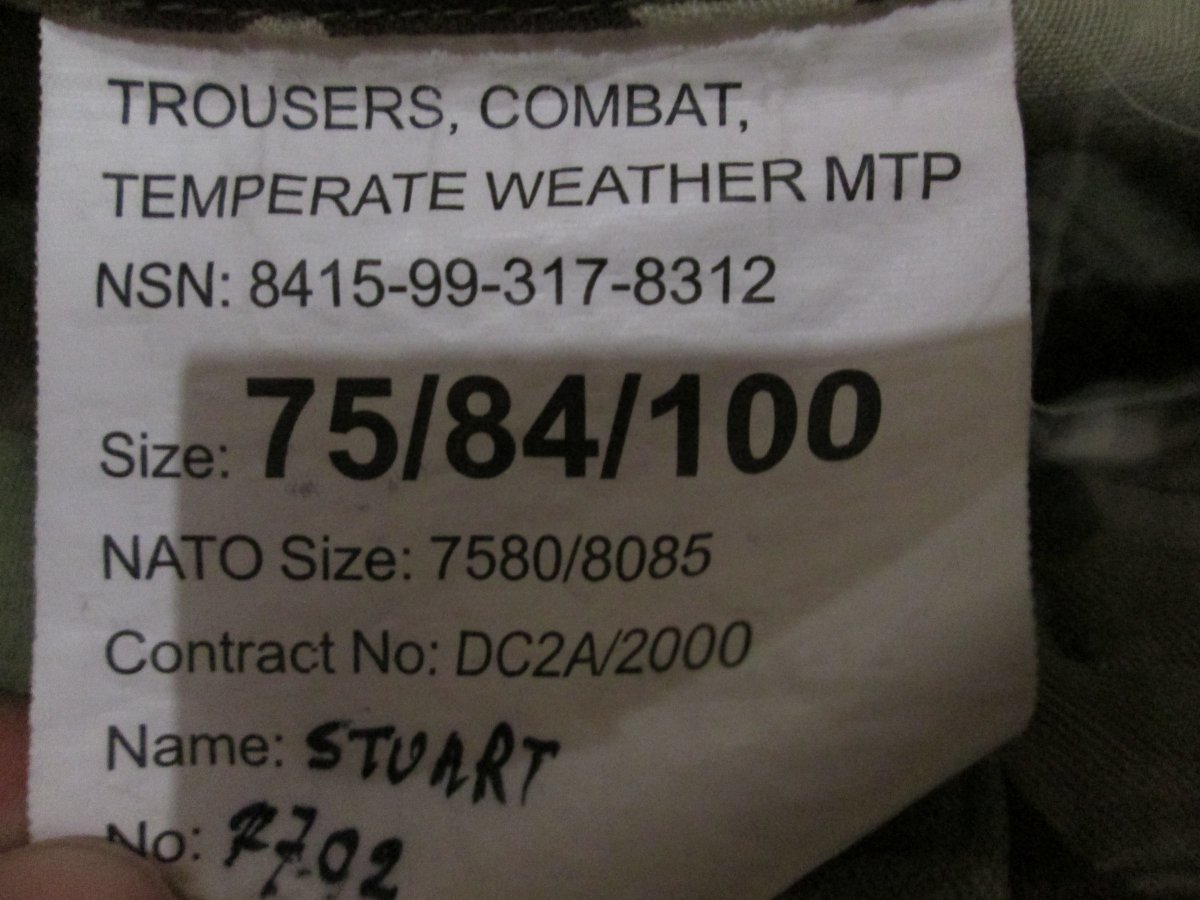 TROUSERS, COMBAT,
TEMPERATE WEATHER MTP
NSN: 8415-99-317-8312
Size: 75/84/100
NATO Size: 7580/8085
Contract No: DC2A/2000
Name: STUART
No: